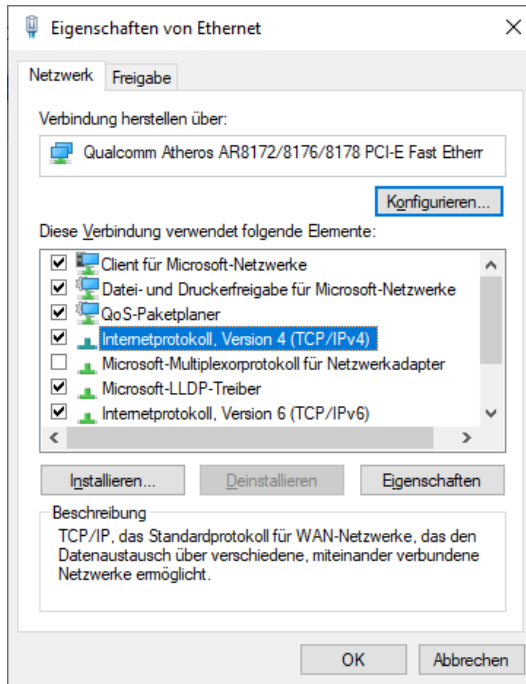 Eigenschaften von Ethernet
Netzwerk Freigabe
Verbindung herstellen über:
Qualcomm Atheros AR8172/8176/8178 PCI-E Fast Etherr
Konfigurieren...
Diese Verbindung verwendet folgende Elemente:
Client für Microsoft-Netzwerke
Datei- und Druckerfreigabe für Microsoft-Netzwerke
QoS-Paketplaner
Internetprotokoll, Version 4 (TCP/IPv4)
Microsoft-Multiplexorprotokoll für Netzwerkadapter
Microsoft-LLDP-Treiber
Internetprotokoll, Version 6 (TCP/IPv6)
Installieren... Deinstallieren Eigenschaften
Beschreibung
TCP/IP, das Standardprotokoll für WAN-Netzwerke, das den
Datenaustausch über verschiedene, miteinander verbundene
Netzwerke ermöglicht.
OK Abbrechen